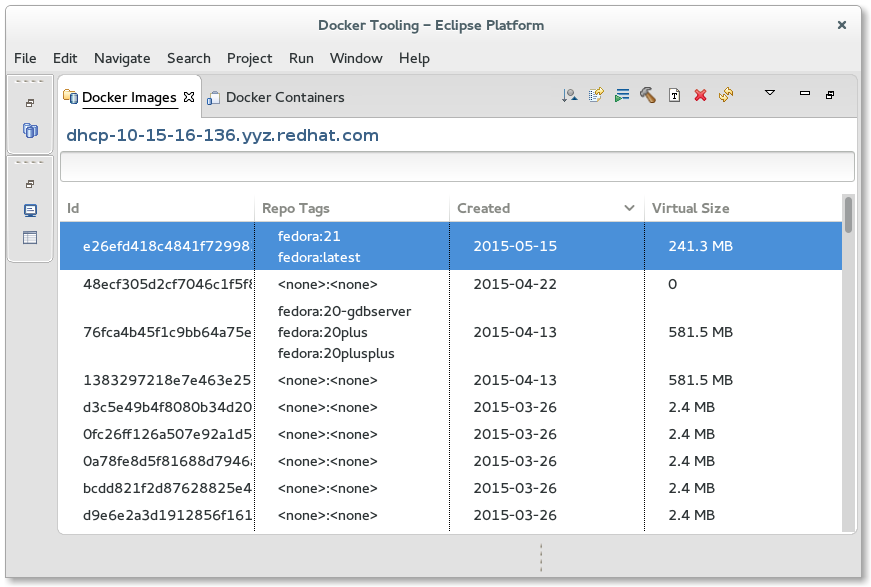 Docker Tooling – Eclipse Platform
File Edit Navigate Search Project Run Window Help
Docker Images Docker Containers
dhcp-10-15-16-136.yyz.redhat.com
Id Repo Tags Created Virtual Size
e26efd418c4841f72998 fedora:21 2015-05-15 241.3 MB
fedora:latest
48ecf305d2cf7046c1f5f <none>:<none> 2015-04-22 0
fedora:20-gdbserver
76fca4b45f1c9bb64a75e fedora:20plus 2015-04-13 581.5 MB
fedora:20plusplus
1383297218e7e463e25 <none>:<none> 2015-04-13 581.5 MB
d3c5e49b4f8080b34d20 <none>:<none> 2015-03-26 2.4 MB
0fc26ff126a507e92a1d5 <none>:<none> 2015-03-26 2.4 MB
0a78fe8d5f81688d7946 <none>:<none> 2015-03-26 2.4 MB
bcdd821f2d87628825e4 <none>:<none> 2015-03-26 2.4 MB
d9e6e2a3d1912856f161 <none>:<none> 2015-03-26 2.4 MB